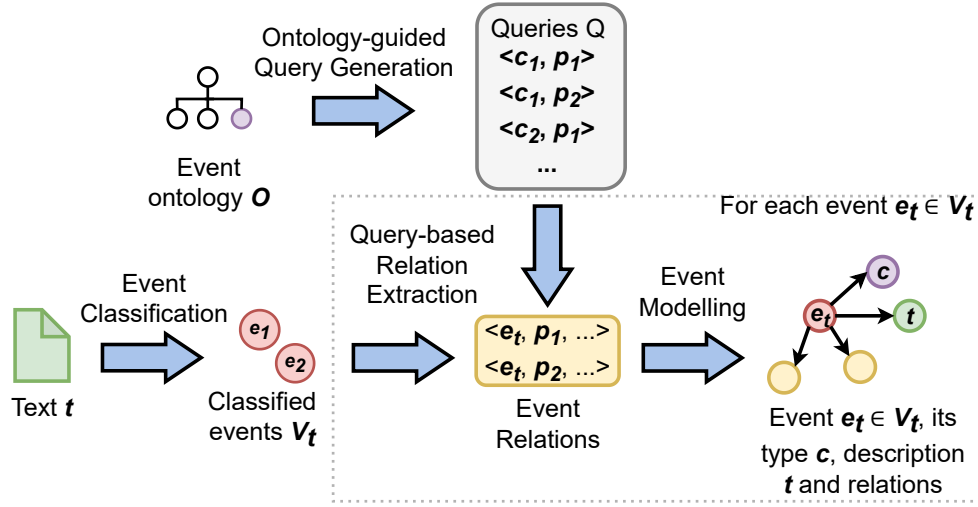 Ontology-guided
Query Generation
Queries Q
<c1, p1>
<c1, p2>
<c2, p1>
...
Event
ontology O
For each event et ∈ Vt
Query-based
Relation
Extraction
Event
Classification
Event
Modelling
Text t
e1
e2
Classified
events Vt
<et, p1, ...>
<et, p2, ...>
Event
Relations
c
et
t
Event et ∈ Vt, its
type c, description
t and relations